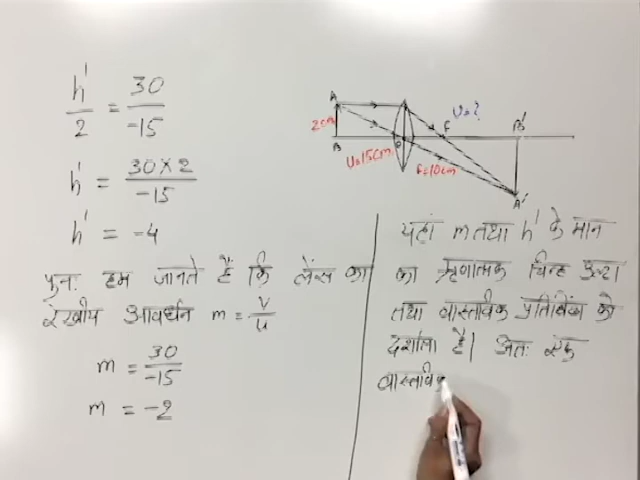 h' / 2 = 30 / -15
h' = 30 × 2 / -15
h' = -4
पुनः हम जानते हैं कि लेंस का
रेखीय आवर्धन m = v / u
m = 30 / -15
m = -2
A
2cm
B
U=15cm
O
F
F=10cm
U=?
B'
A'
यहां m तथा h' के मान
का ऋणात्मक चिन्ह उल्टा
तथा वास्तविक प्रतिबिंब को
दर्शाता है| अतः एक
वास्तविक